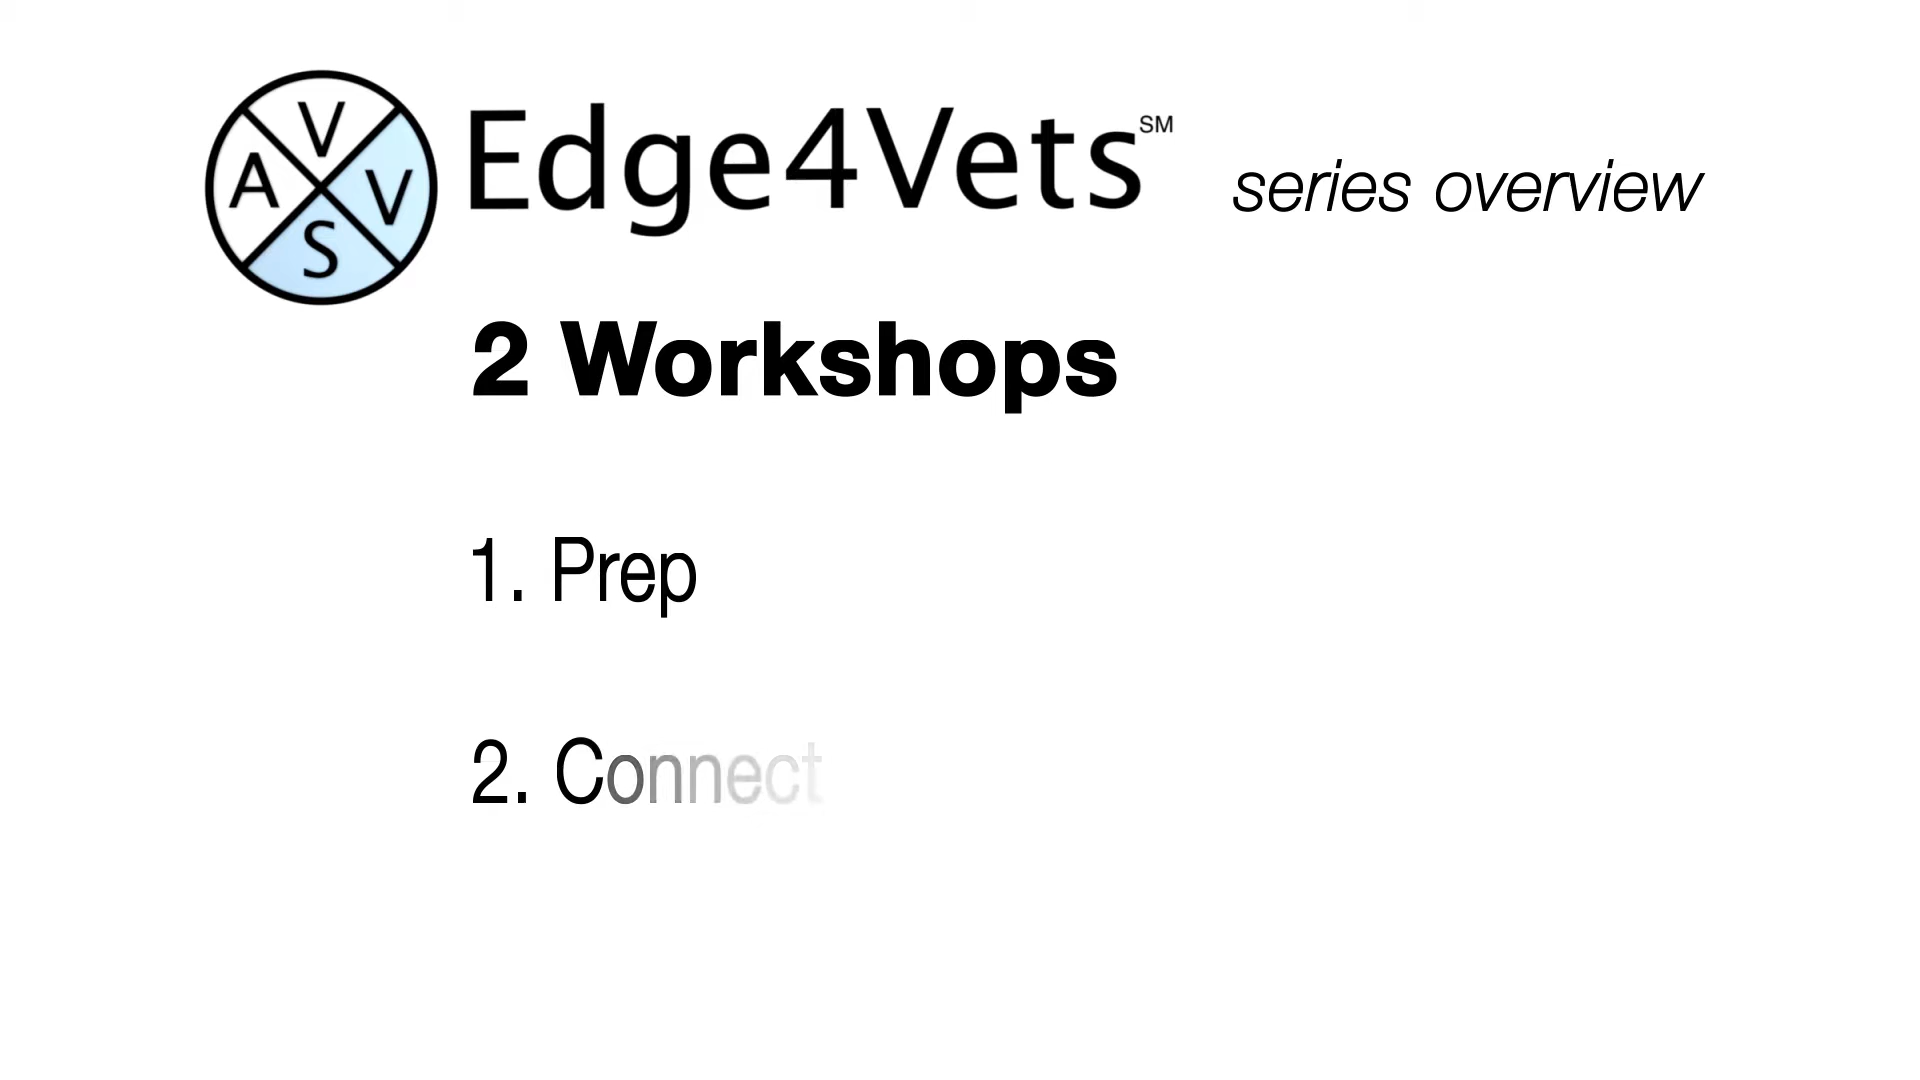 V
A V
S
Edge4Vets℠ series overview
2 Workshops
1. Prep
2. Connect